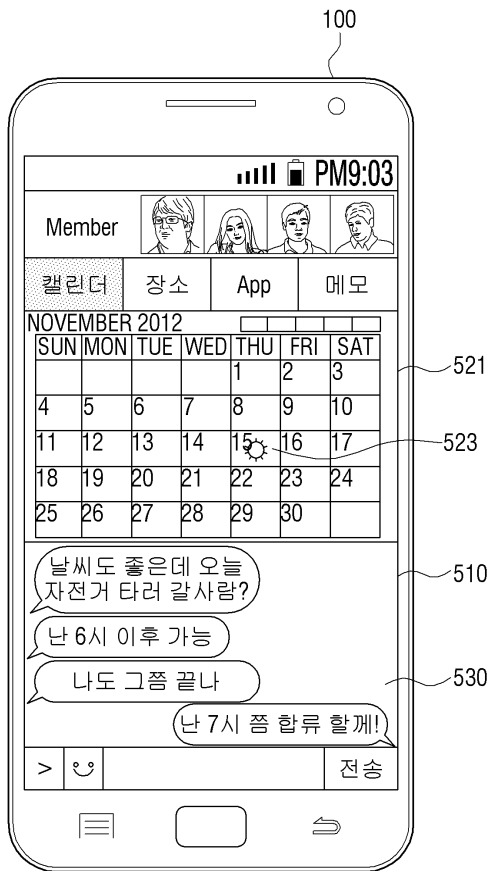 100
PM9:03
Member
캘린더 장소 App 메모
NOVEMBER 2012
SUN MON TUE WED THU FRI SAT
1 2 3
521
4 5 6 7 8 9 10
11 12 13 14 15 16 17
523
18 19 20 21 22 23 24
25 26 27 28 29 30
날씨도 좋은데 오늘
자전거 타러 갈사람?
510
난 6시 이후 가능
나도 그쯤 끝나
530
난 7시 쯤 합류 할께!
> 전송